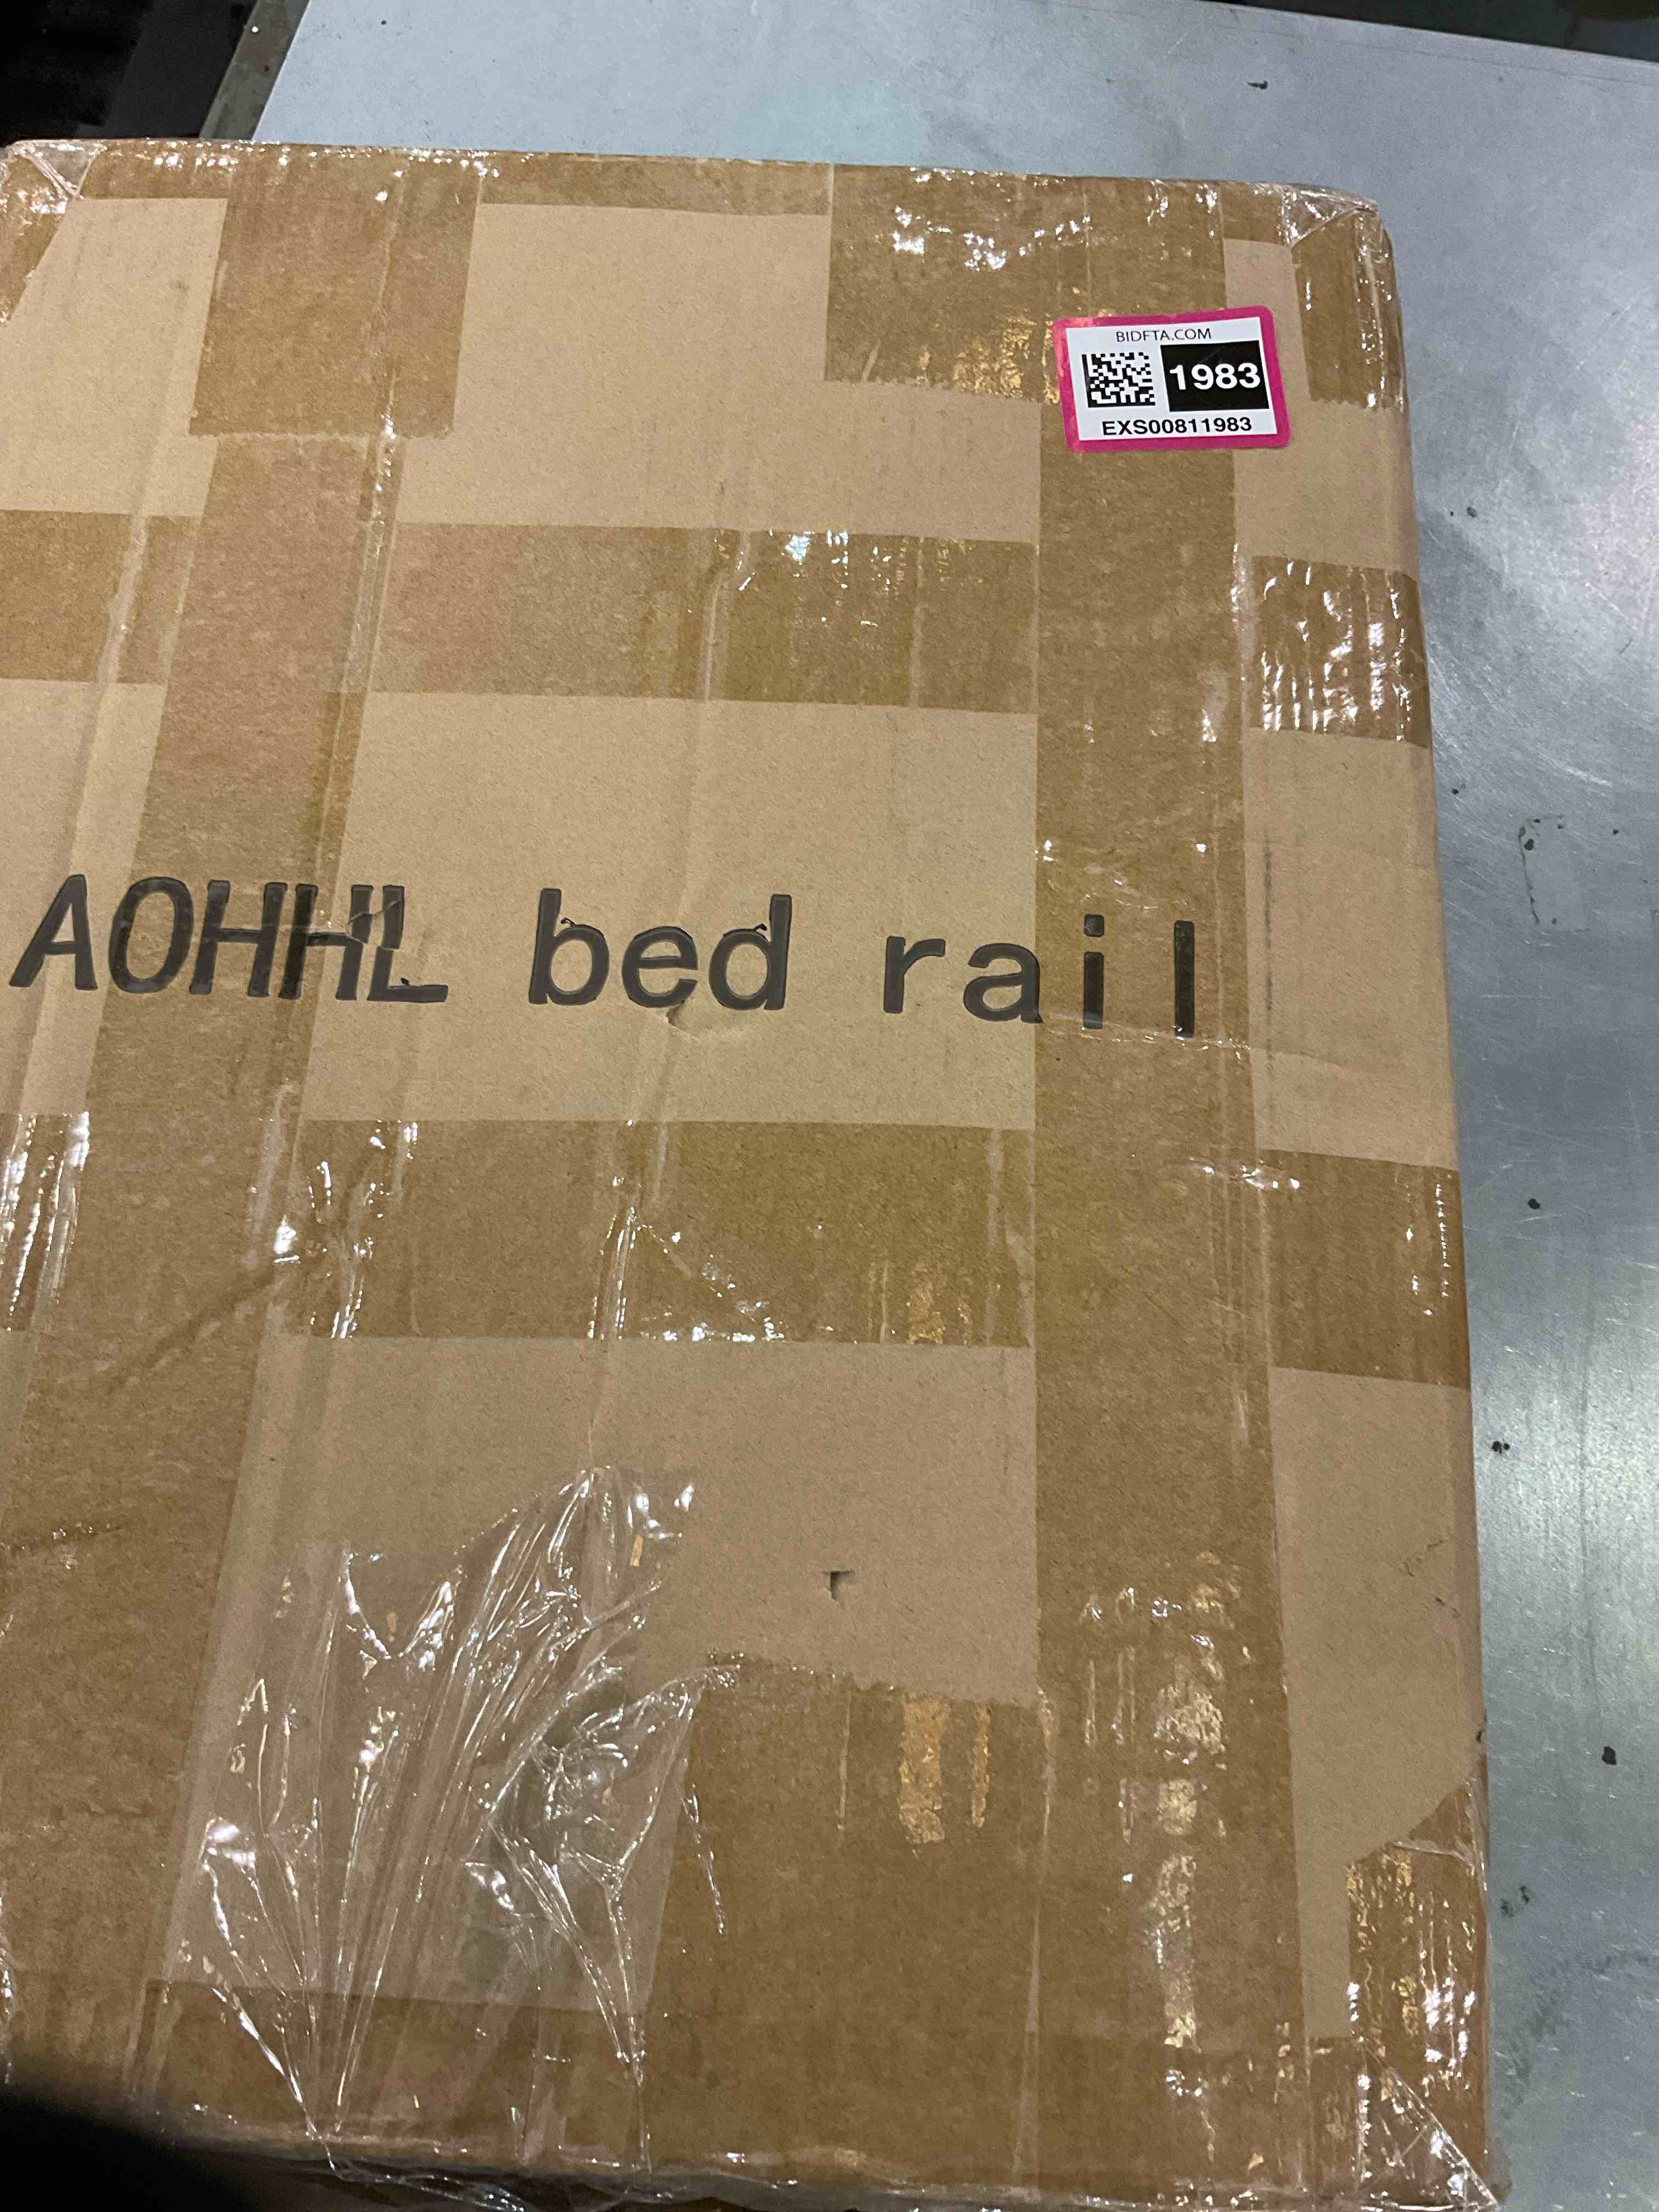 BIDFTA.COM
1983
EXS00811983
AOHHL bed rail